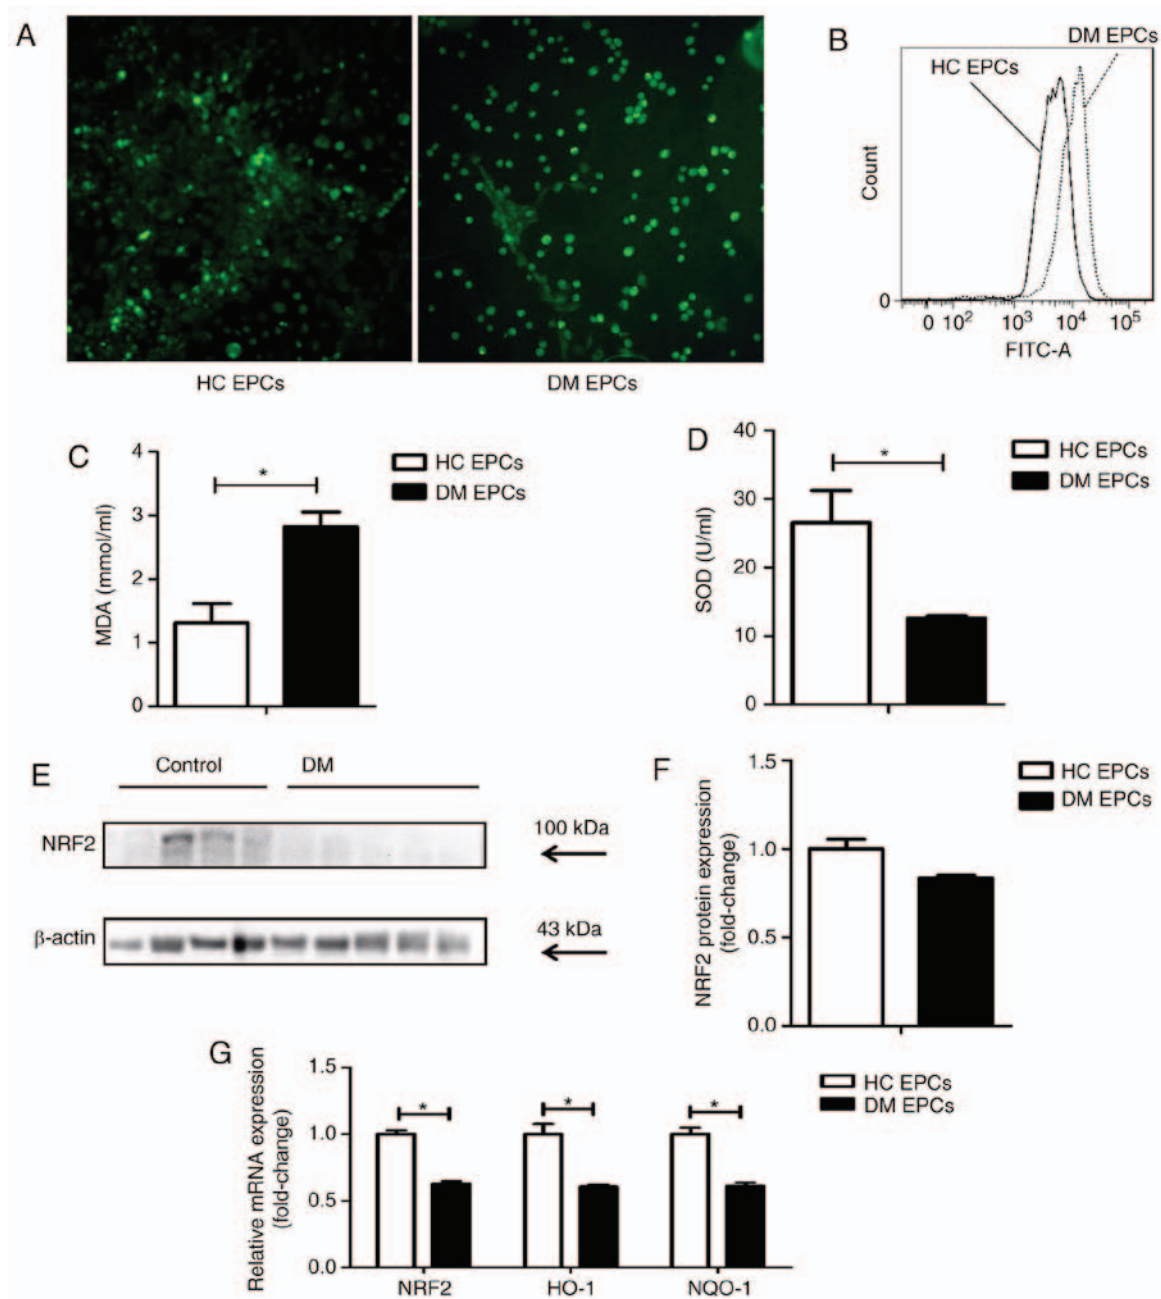 A
HC EPCs
DM EPCs
B
DM EPCs
HC EPCs
Count
0
0 10² 10³ 10⁴ 10⁵
FITC-A
C
MDA (mmol/ml)
4
3
2
1
0
*
HC EPCs
DM EPCs
D
SOD (U/ml)
40
30
20
10
0
*
HC EPCs
DM EPCs
E
Control DM
NRF2
100 kDa
β-actin
43 kDa
F
NRF2 protein expression
(fold-change)
1.5
1.0
0.5
0.0
HC EPCs
DM EPCs
G
Relative mRNA expression
(fold-change)
1.5
1.0
0.5
0.0
* * *
NRF2 HO-1 NQO-1
HC EPCs
DM EPCs